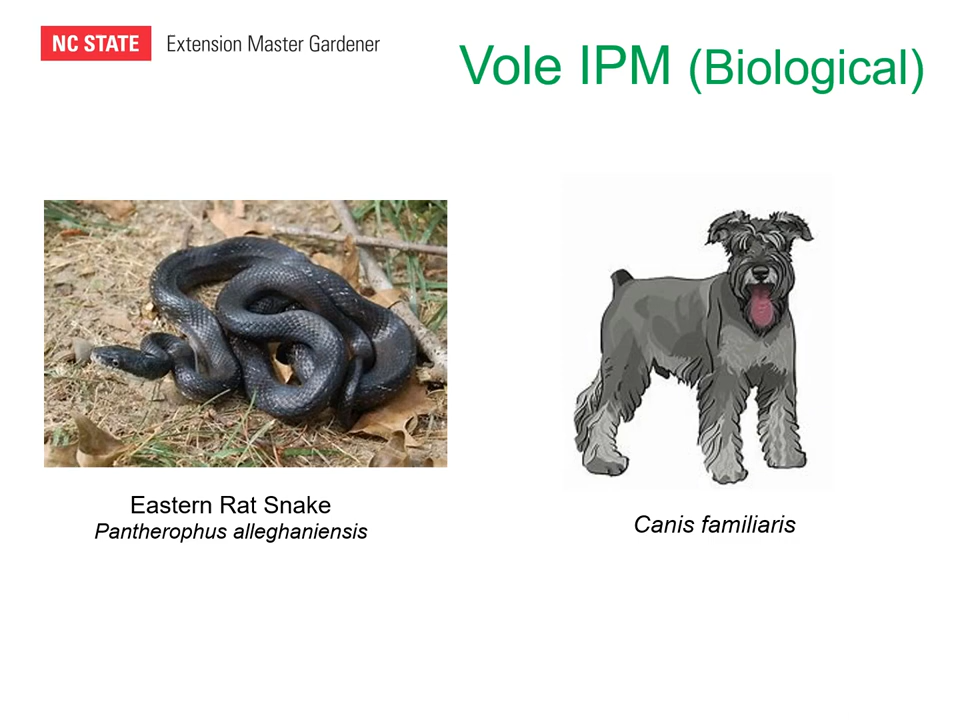 NC STATE Extension Master Gardener
Vole IPM (Biological)
Eastern Rat Snake
Pantherophus alleghaniensis
Canis familiaris